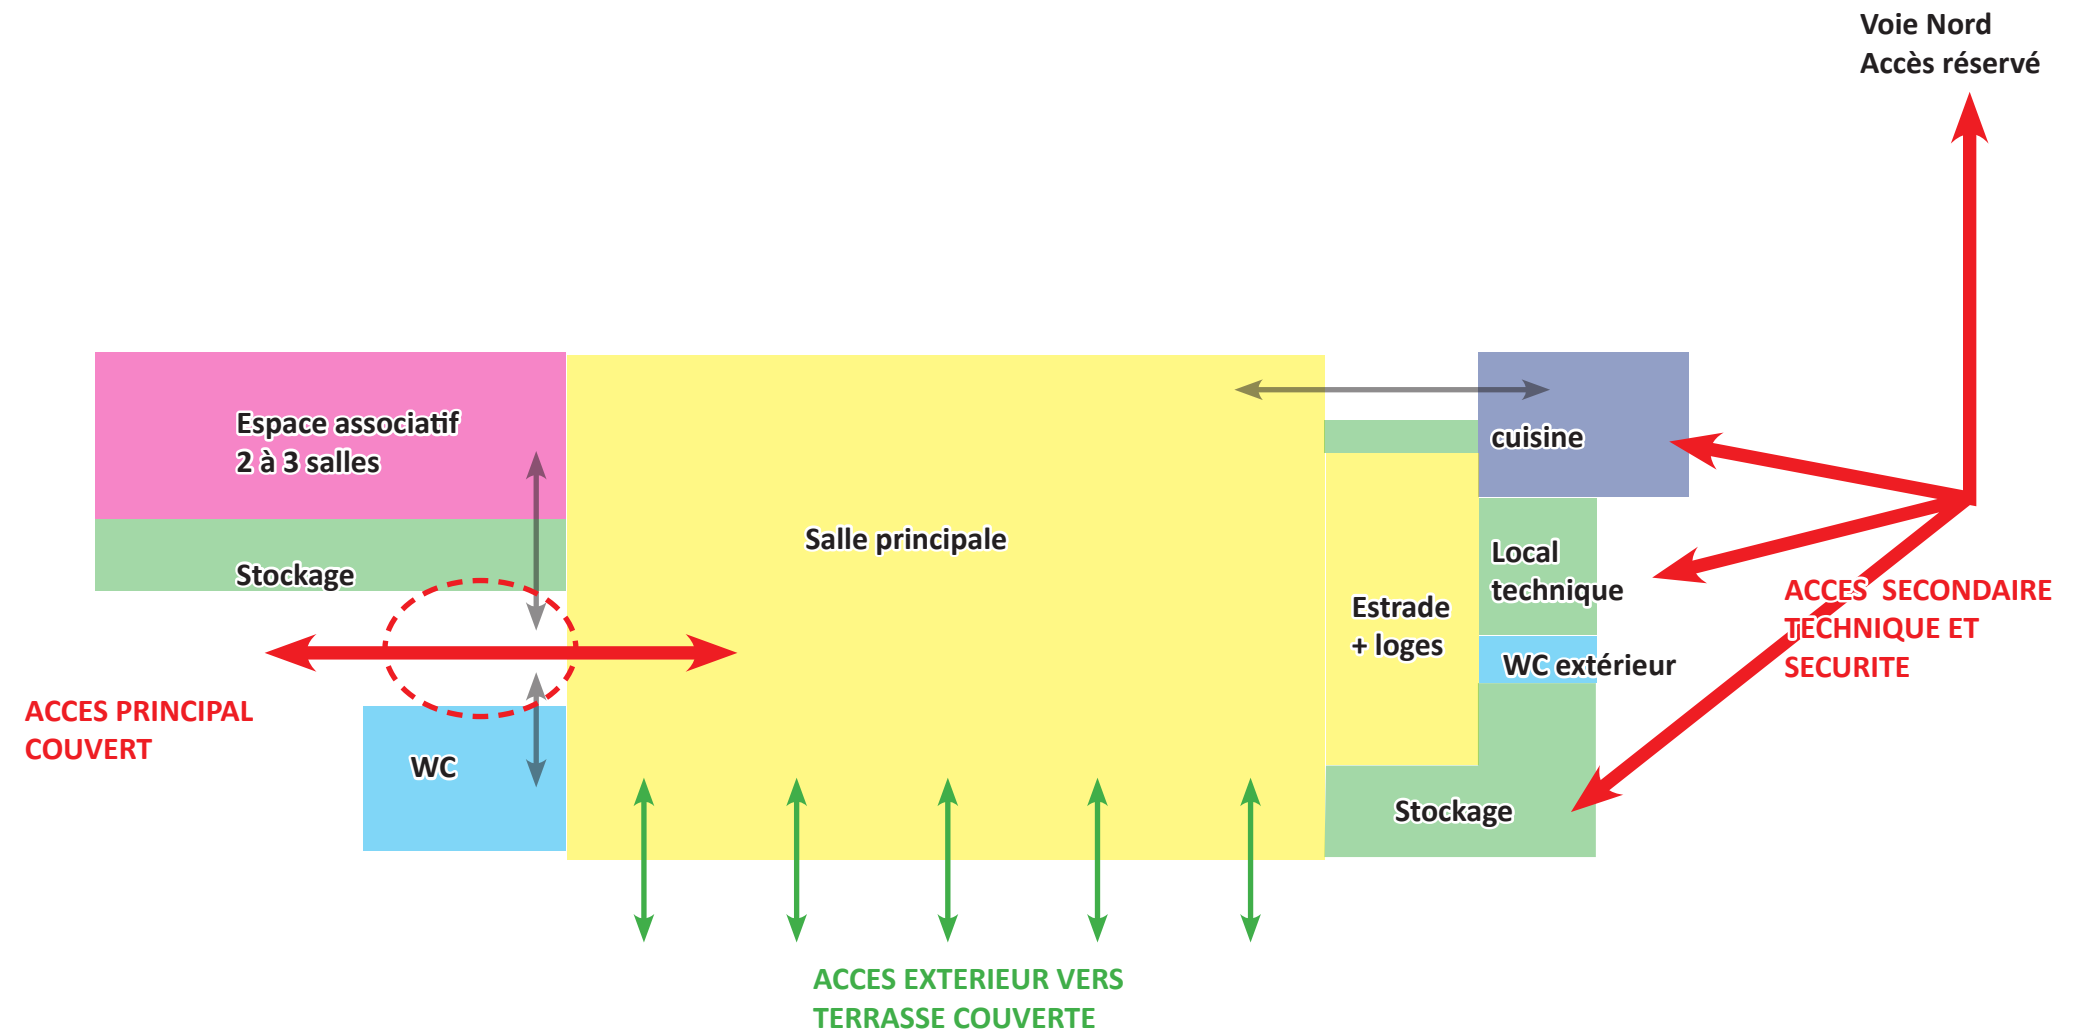 Voie Nord
Accès réservé
Espace associatif
2 à 3 salles
cuisine
Salle principale
Stockage
Local
technique
Estrade
+ loges
WC extérieur
ACCES SECONDAIRE
TECHNIQUE ET
SECURITE
ACCES PRINCIPAL
COUVERT
WC
Stockage
ACCES EXTERIEUR VERS
TERRASSE COUVERTE